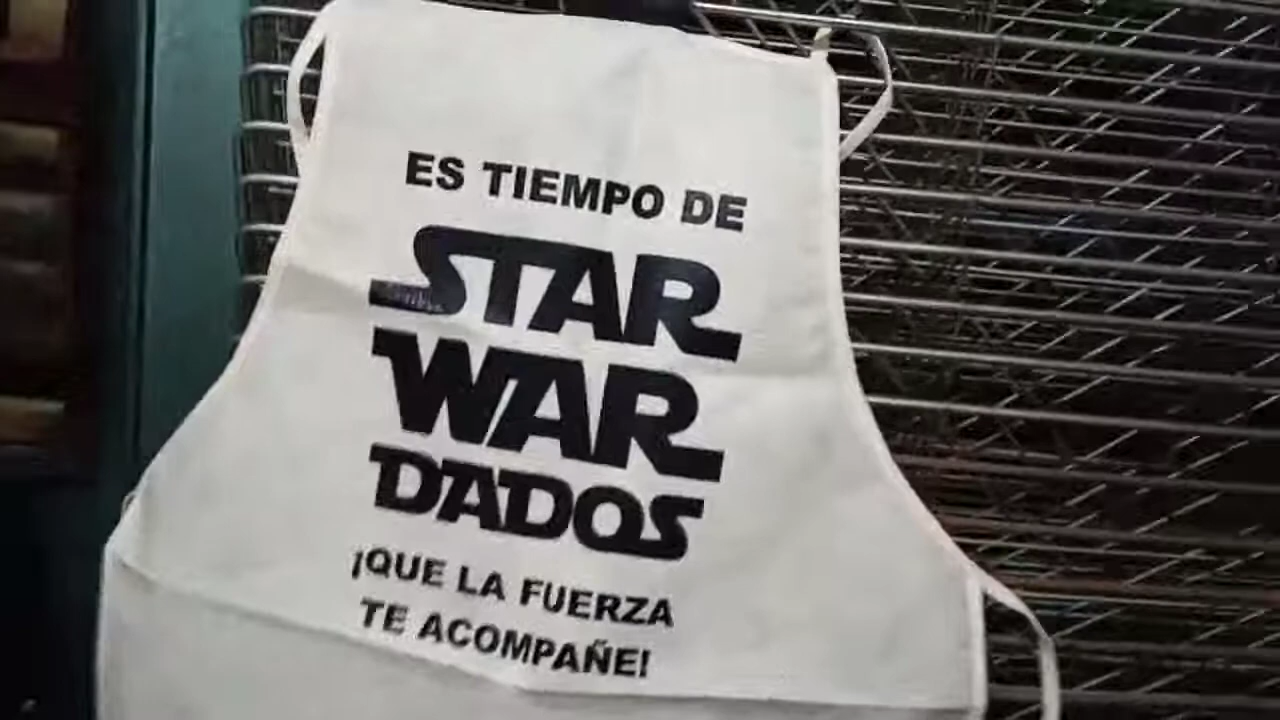 ES TIEMPO DE
STAR
WAR
DADOS
¡QUE LA FUERZA
TE ACOMPAÑE!